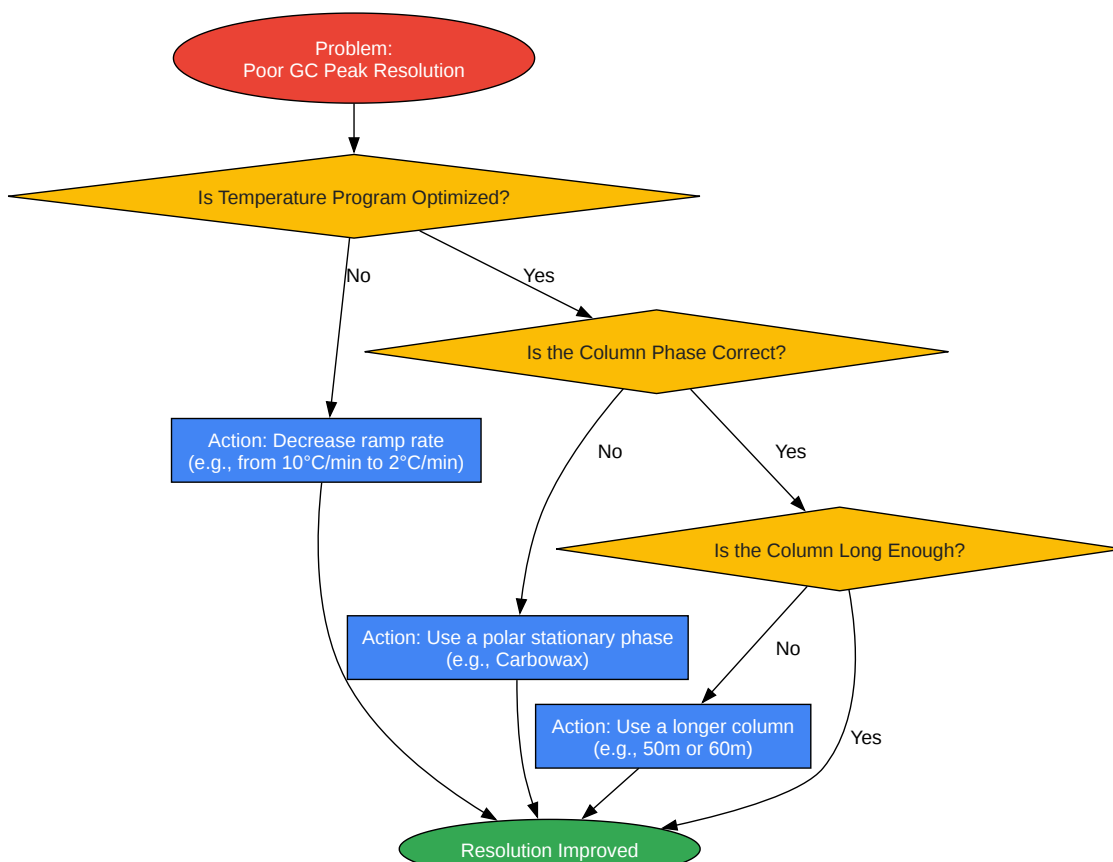 Problem:
Poor GC Peak Resolution
Is Temperature Program Optimized?
No
Yes
Is the Column Phase Correct?
Action: Decrease ramp rate
(e.g., from 10°C/min to 2°C/min)
No
Yes
Is the Column Long Enough?
Action: Use a polar stationary phase
(e.g., Carbowax)
No
Action: Use a longer column
(e.g., 50m or 60m)
Yes
Resolution Improved